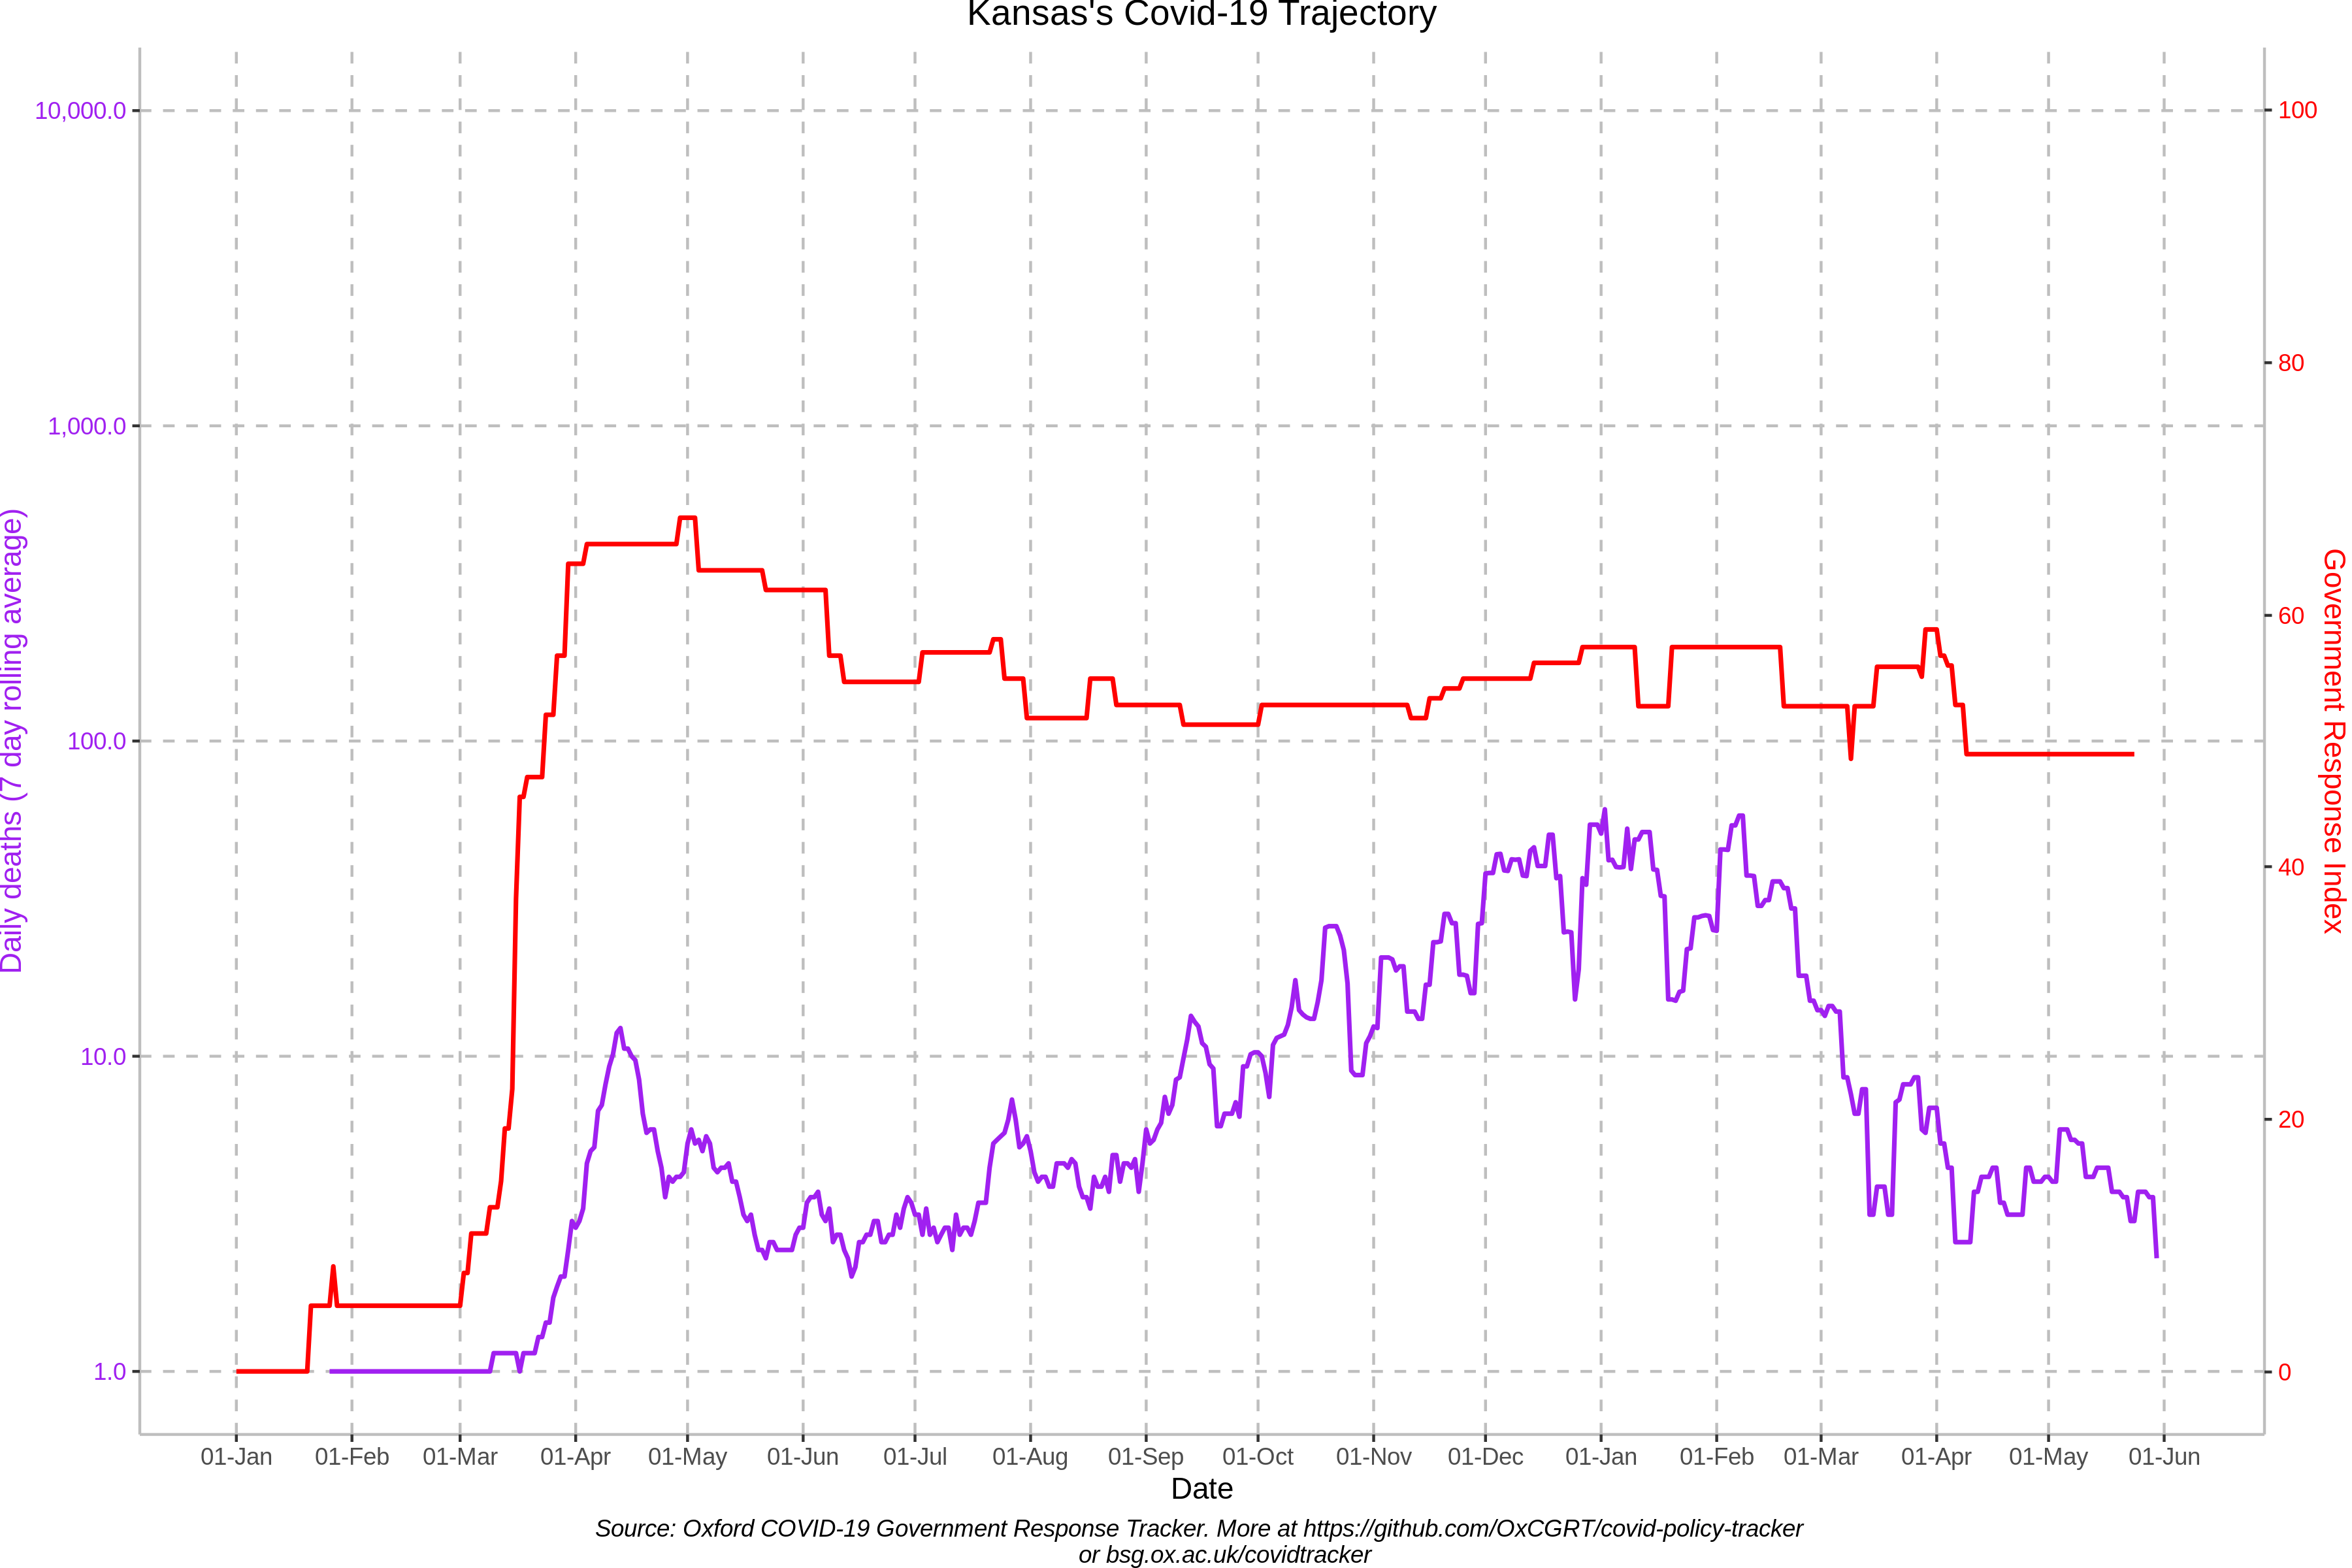 Kansas's Covid-19 Trajectory
10,000.0
1,000.0
100.0
10.0
1.0
Daily deaths (7 day rolling average)
100
80
60
40
20
0
Government Response Index
01-Jan 01-Feb 01-Mar 01-Apr 01-May 01-Jun 01-Jul 01-Aug 01-Sep 01-Oct 01-Nov 01-Dec 01-Jan 01-Feb 01-Mar 01-Apr 01-May 01-Jun
Date
Source: Oxford COVID-19 Government Response Tracker. More at https://github.com/OxCGRT/covid-policy-tracker
or bsg.ox.ac.uk/covidtracker